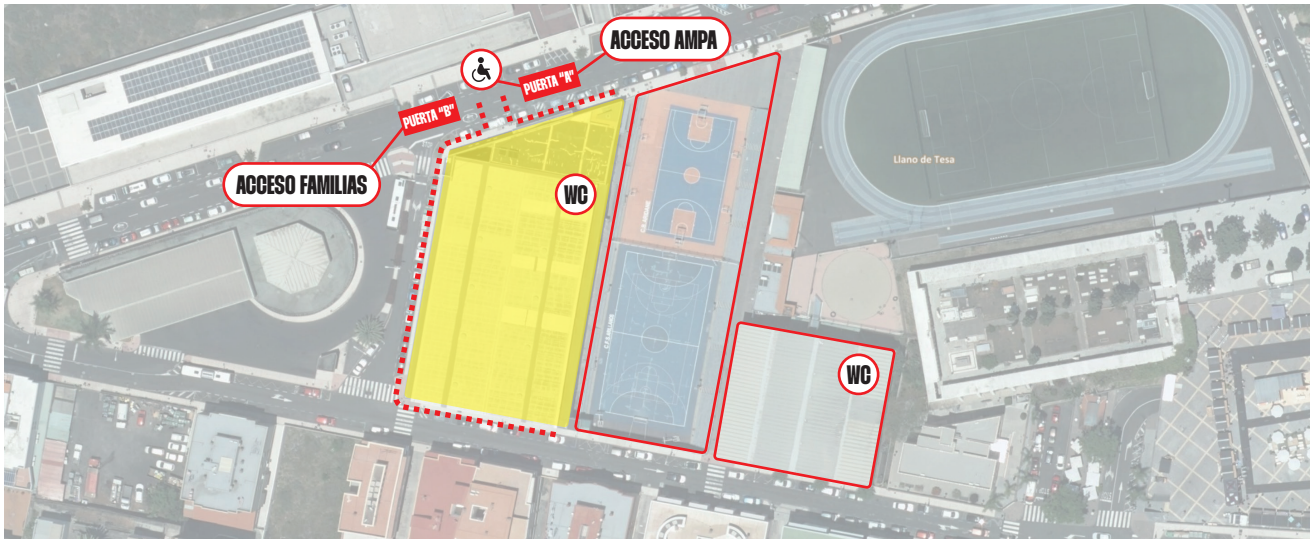 ACCESO AMPA
PUERTA "A"
PUERTA "B"
ACCESO FAMILIAS
WC
Llano de Tesa
WC